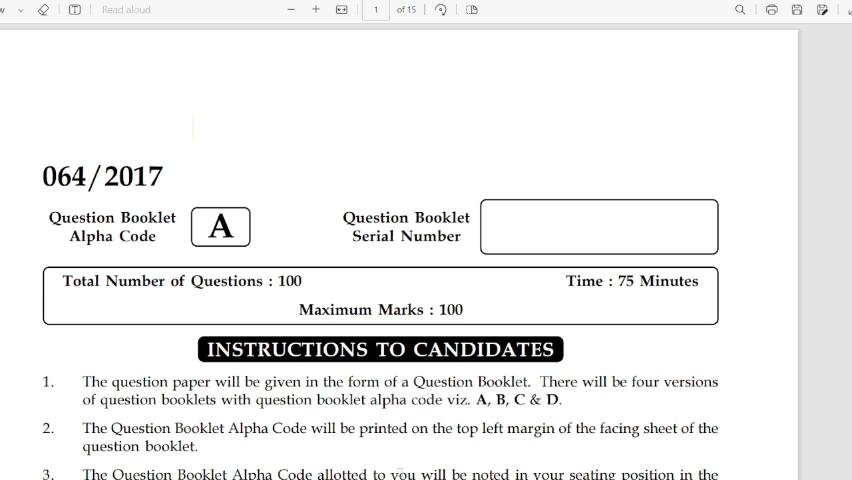 Read aloud
1 of 15
064/2017
Question Booklet Alpha Code
A
Question Booklet Serial Number
Total Number of Questions : 100
Time : 75 Minutes
Maximum Marks : 100
INSTRUCTIONS TO CANDIDATES
1. The question paper will be given in the form of a Question Booklet. There will be four versions
of question booklets with question booklet alpha code viz. A, B, C & D.
2. The Question Booklet Alpha Code will be printed on the top left margin of the facing sheet of the
question booklet.
3. The Question Booklet Alpha Code allotted to you will be noted in your seating position in the